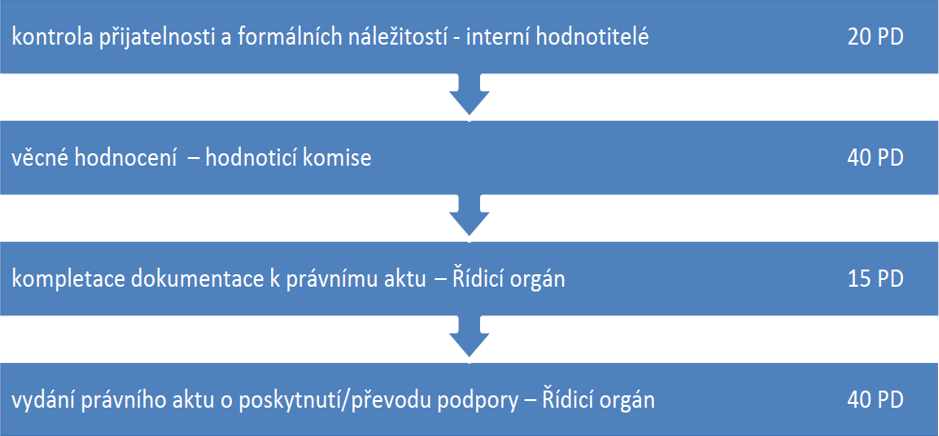 kontrola přijatelnosti a formálních náležitostí - interní hodnotitelé 20 PD
věcné hodnocení – hodnoticí komise 40 PD
kompletace dokumentace k právnímu aktu – Řídicí orgán 15 PD
vydání právního aktu o poskytnutí/převodu podpory – Řídicí orgán 40 PD